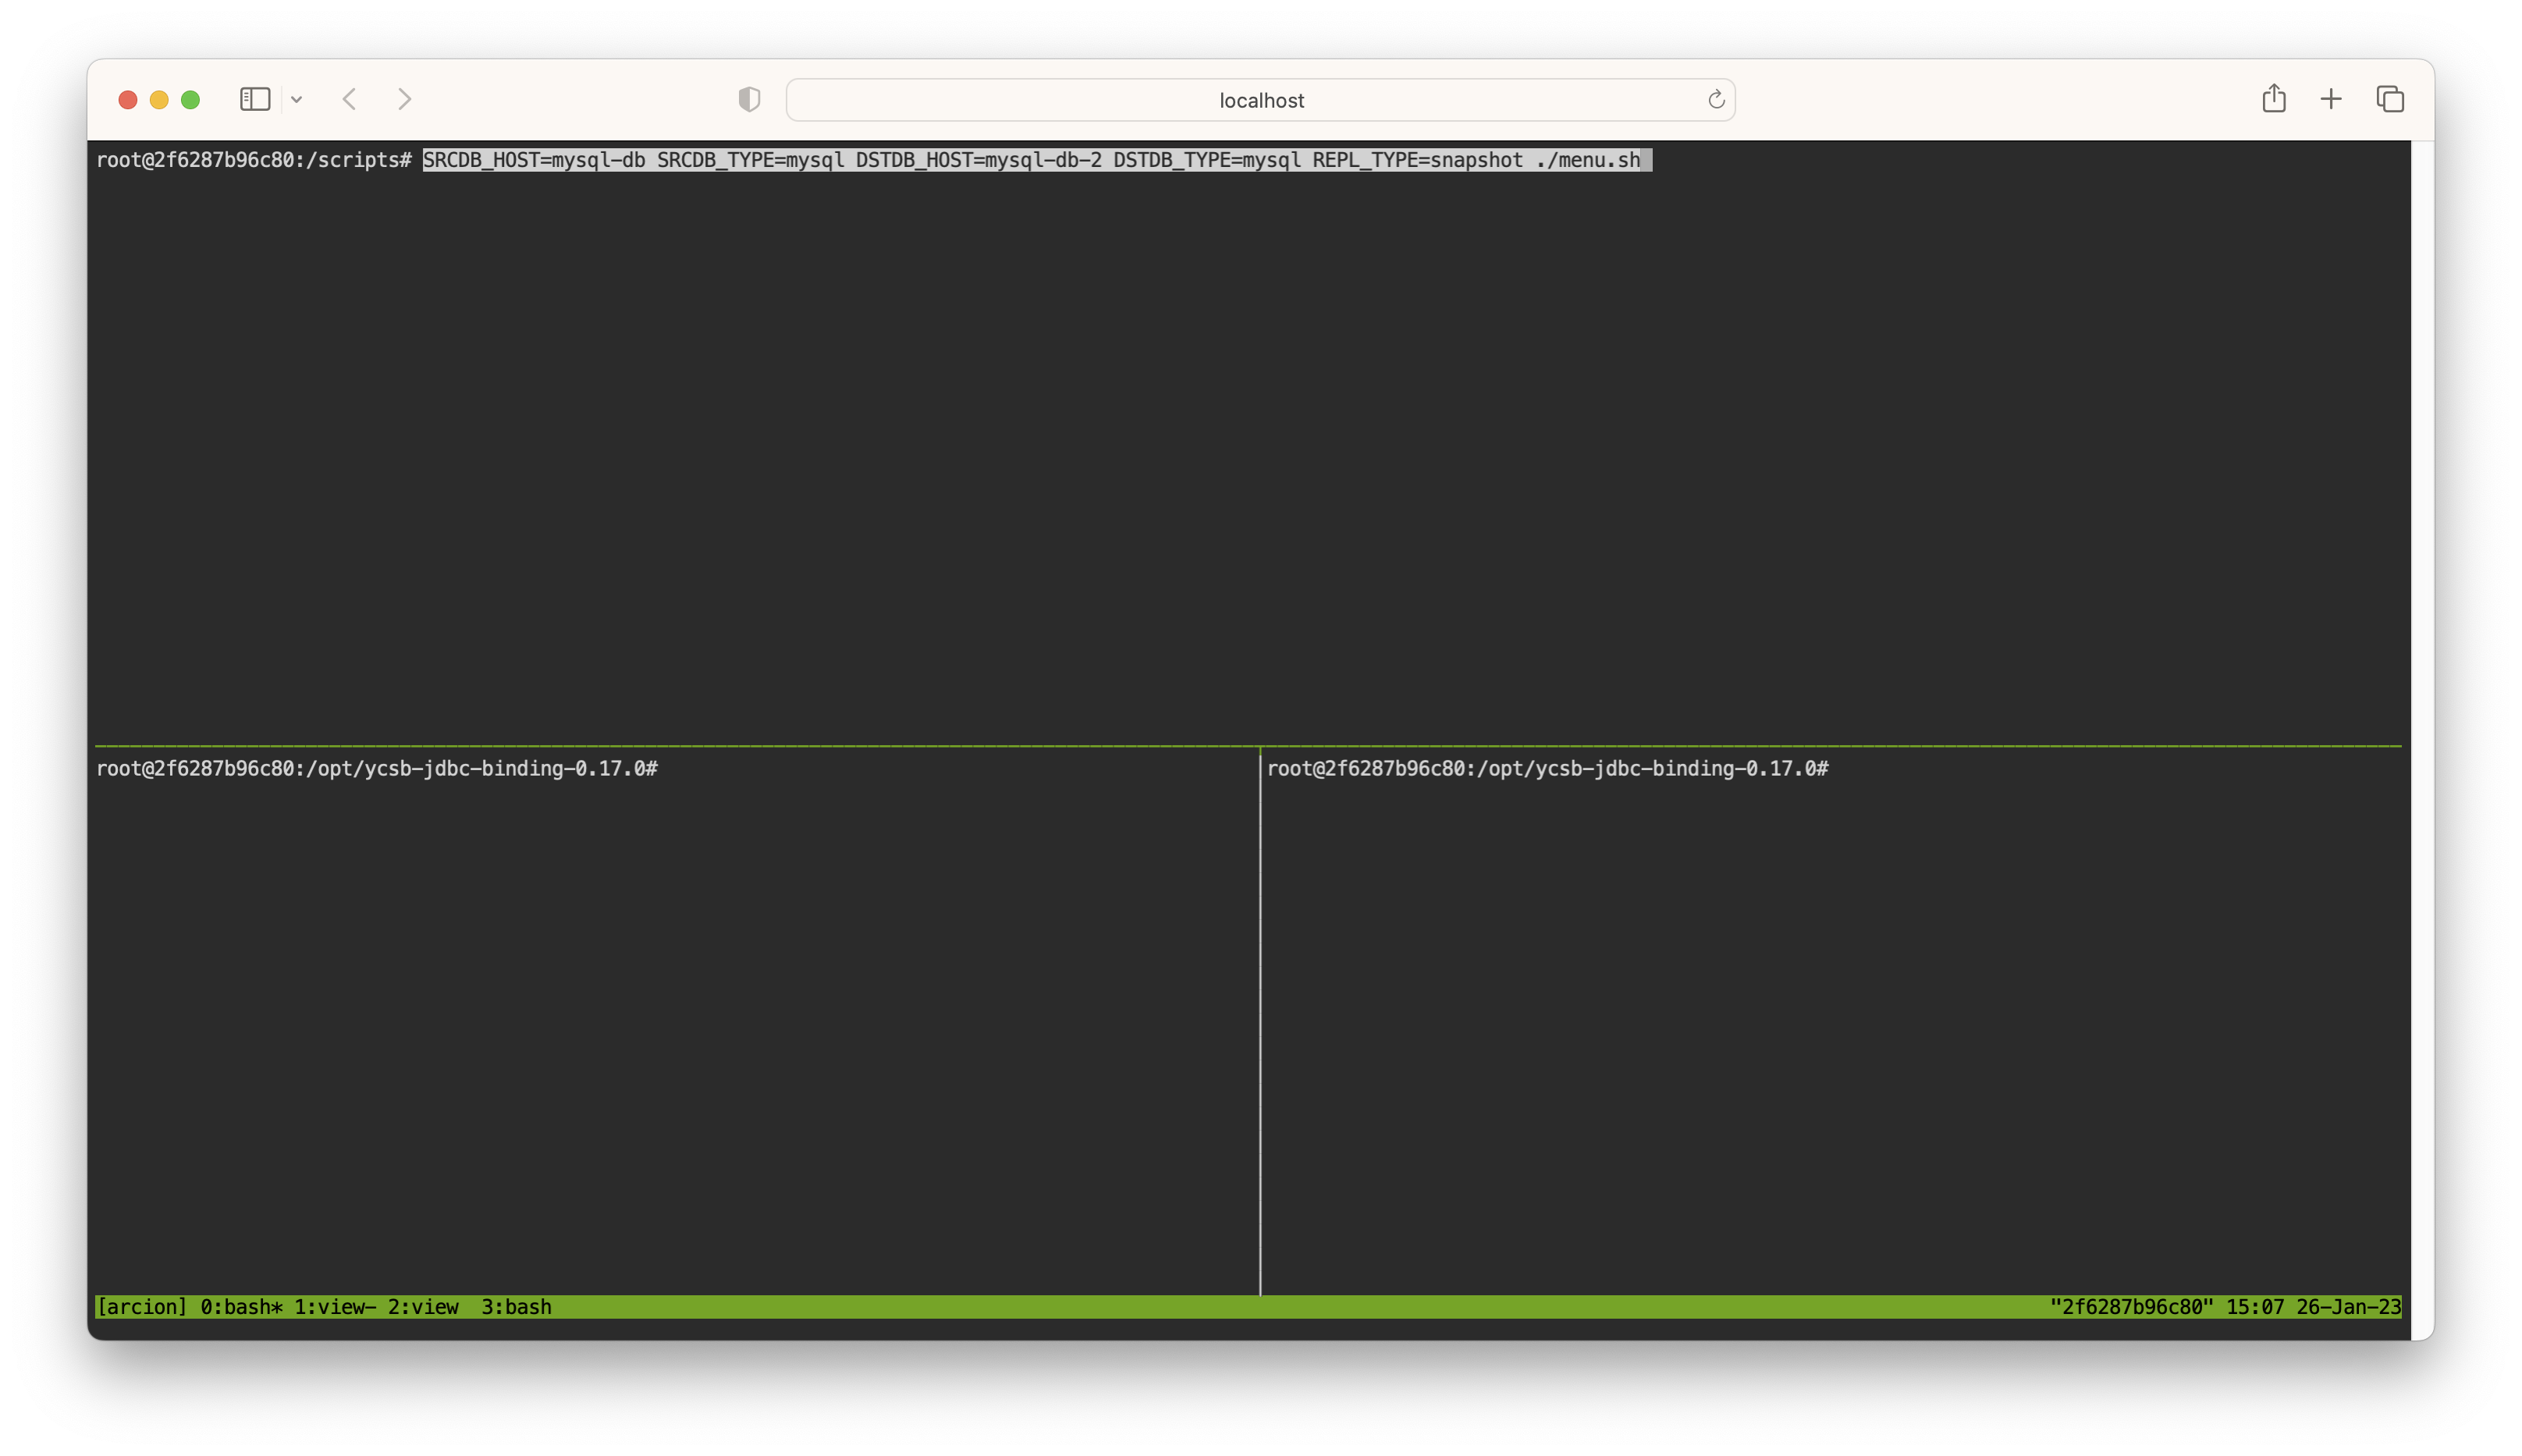 localhost
root@2f6287b96c80:/scripts# SRCDB_HOST=mysql-db SRCDB_TYPE=mysql DSTDB_HOST=mysql-db-2 DSTDB_TYPE=mysql REPL_TYPE=snapshot ./menu.sh
root@2f6287b96c80:/opt/ycsb-jdbc-binding-0.17.0#
root@2f6287b96c80:/opt/ycsb-jdbc-binding-0.17.0#
[arcion] 0:bash* 1:view- 2:view  3:bash
"2f6287b96c80" 15:07 26-Jan-23